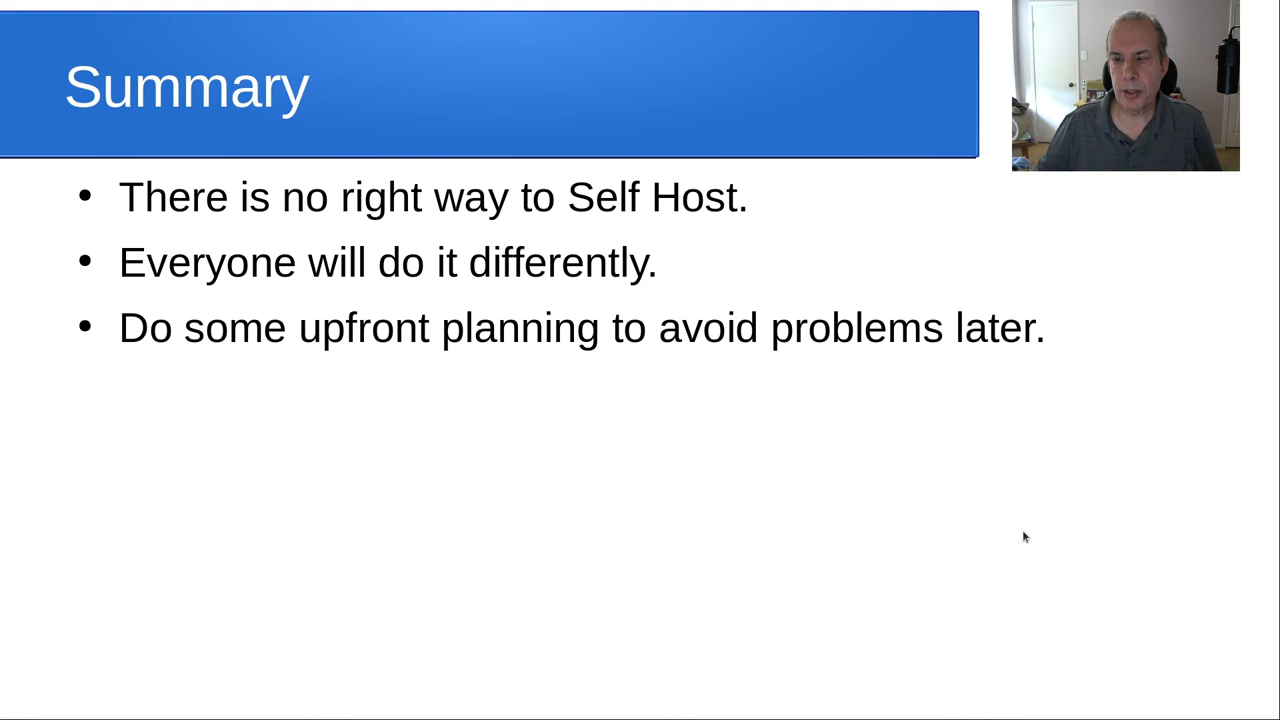 Summary
• There is no right way to Self Host.
• Everyone will do it differently.
• Do some upfront planning to avoid problems later.